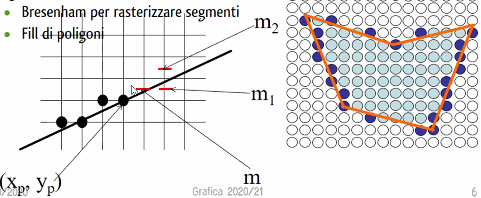 Bresenham per rasterizzare segmenti
Fill di poligoni
m2
m1
m
(xp, yp)
Grafica 2020/21
6